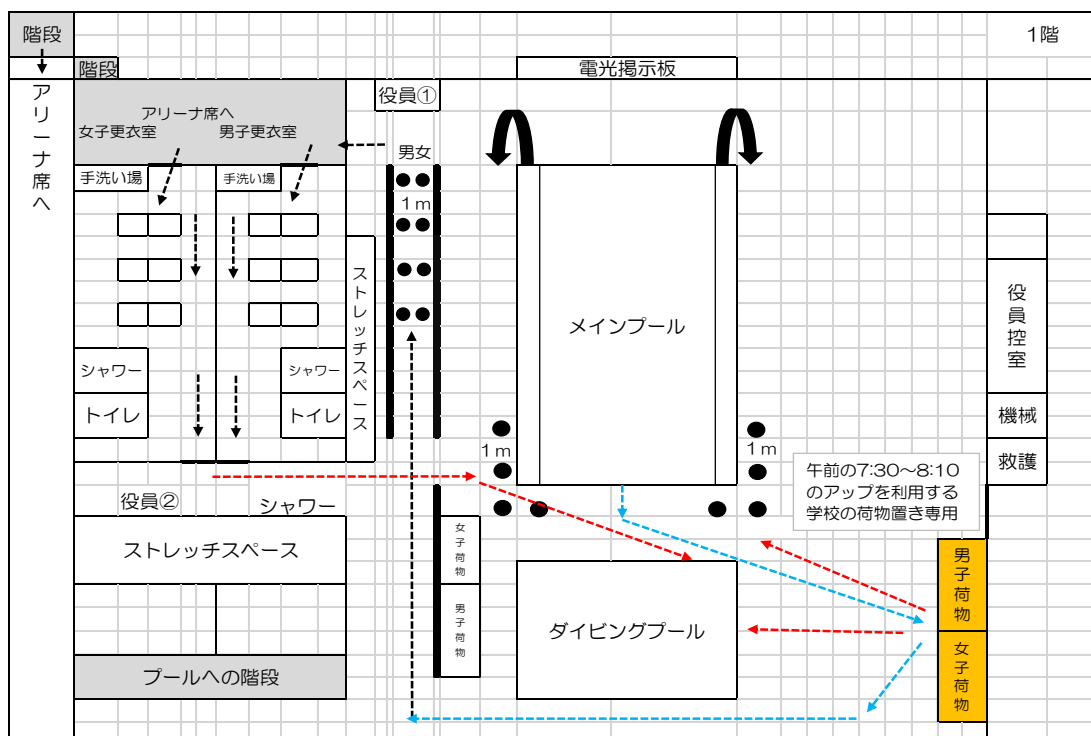 階段
1階
階段
電光掲示板
アリーナ席へ
役員①
アリーナ席へ
女子更衣室
男子更衣室
男女
手洗い場
手洗い場
1m
ストレッチスペース
メインプール
役員控室
シャワー
シャワー
トイレ
トイレ
機械
1m
1m
救護
午前の7:30～8:10
のアップを利用する
学校の荷物置き専用
役員②
シャワー
ストレッチスペース
女子荷物
男子荷物
男子荷物
ダイビングプール
女子荷物
プールへの階段